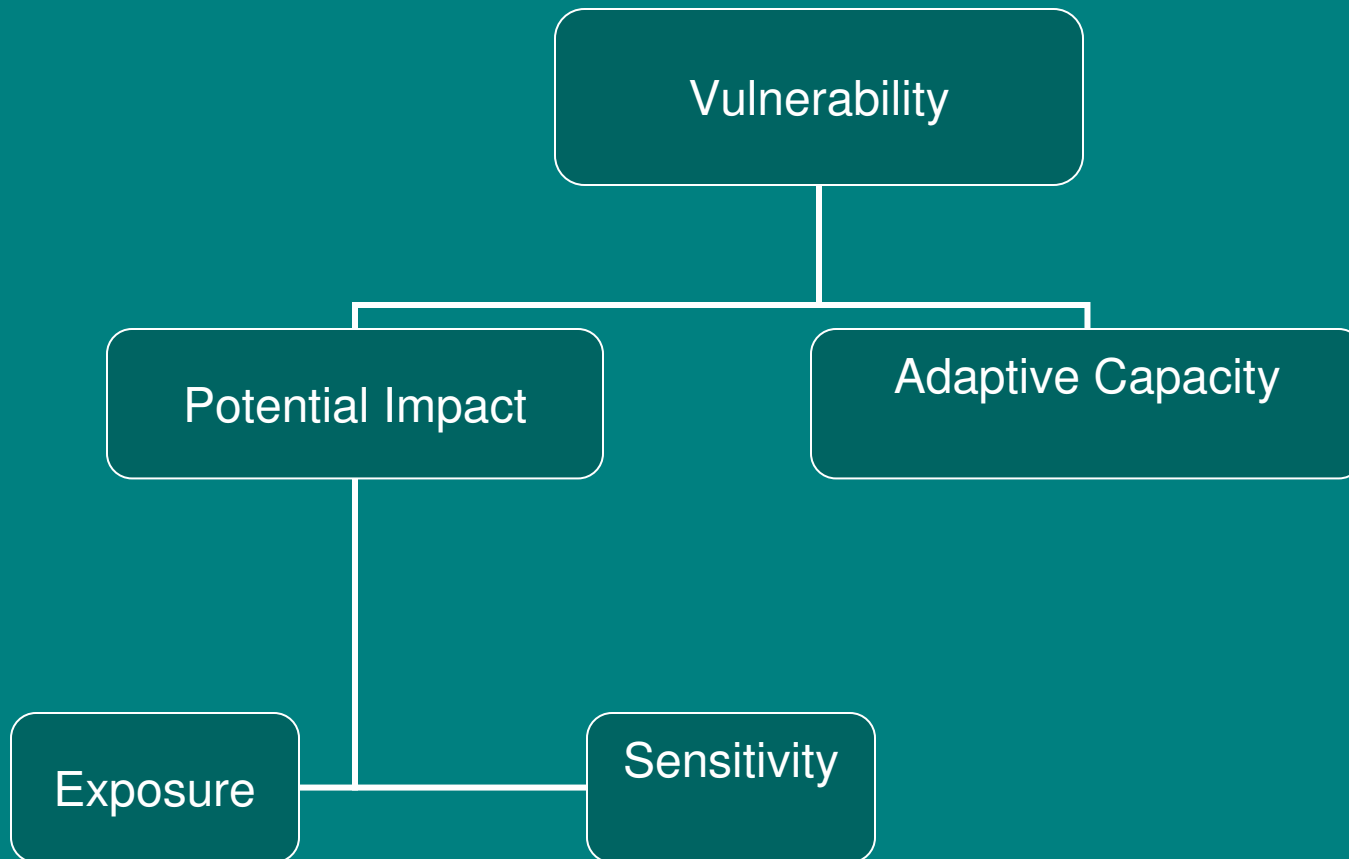 Vulnerability
Potential Impact
Adaptive Capacity
Exposure
Sensitivity